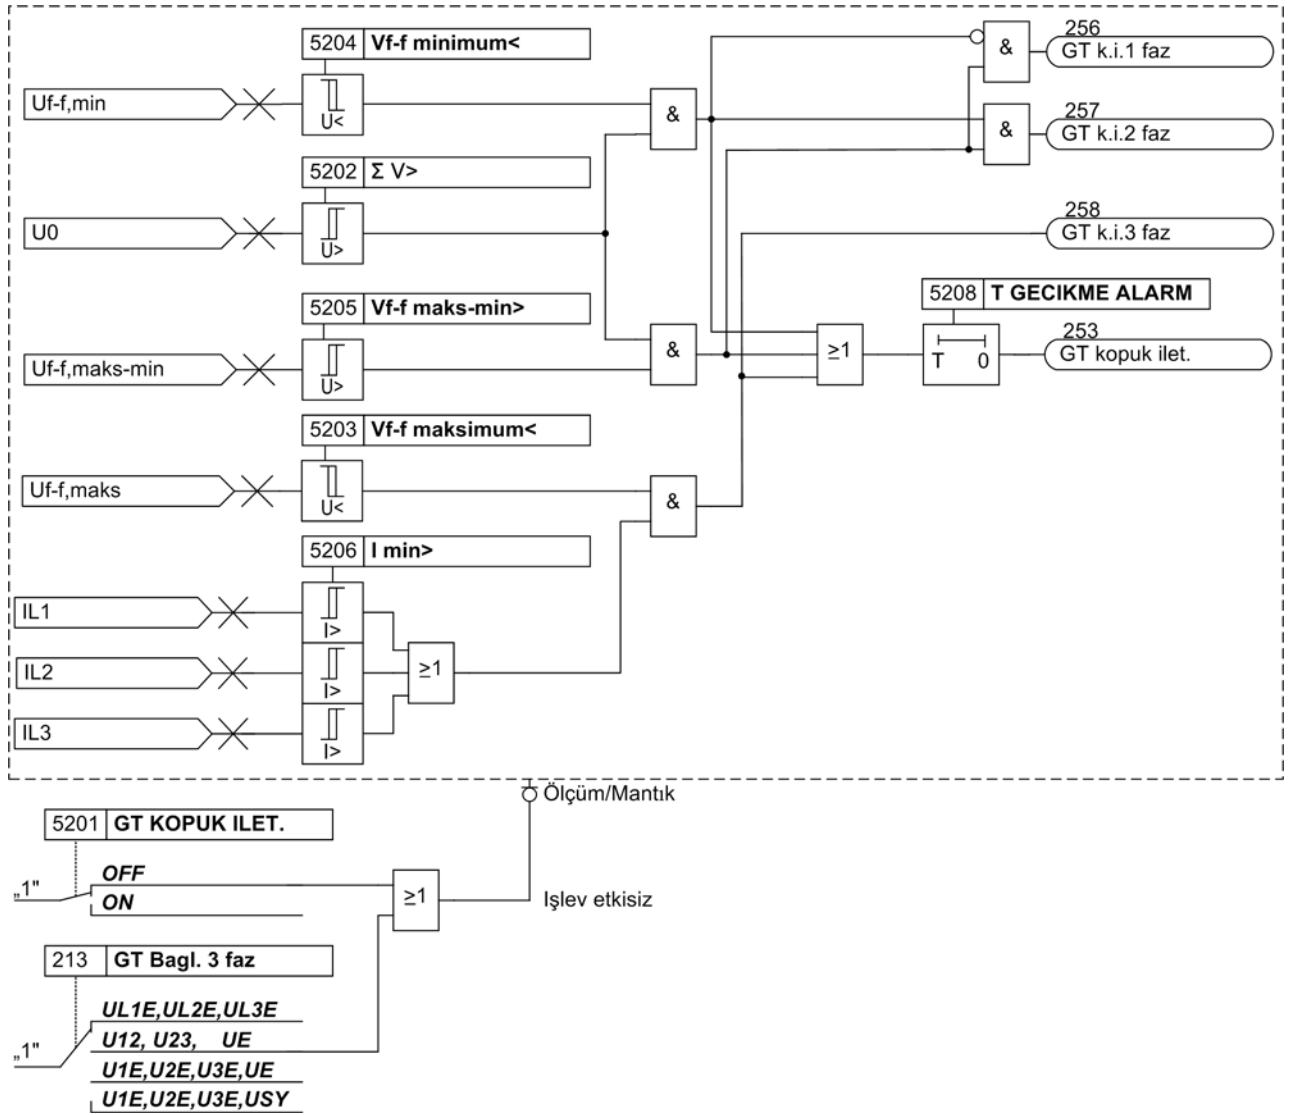 5204 Vf-f minimum<
256
GT k.i.1 faz
&
Uf-f,min
U<
&
257
GT k.i.2 faz
&
5202 Σ V>
U0
U>
258
GT k.i.3 faz
5205 Vf-f maks-min>
5208 T GECIKME ALARM
Uf-f,maks-min
U>
&
≥1
T 0
253
GT kopuk ilet.
5203 Vf-f maksimum<
Uf-f,maks
U<
&
5206 I min>
IL1
I>
IL2
I>
≥1
IL3
I>
Ölçüm/Mantık
5201 GT KOPUK ILET.
OFF
„1"
ON
≥1
Işlev etkisiz
213 GT Bagl. 3 faz
UL1E,UL2E,UL3E
„1"
U12, U23, UE
U1E,U2E,U3E,UE
U1E,U2E,U3E,USY